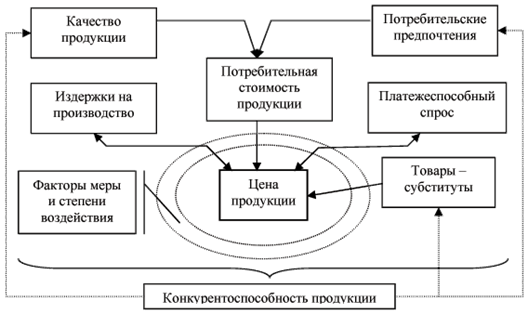 Качество
продукции
Потребительские
предпочтения
Потребительная
стоимость
продукции
Издержки на
производство
Платежеспособный
спрос
Факторы меры
и степени
воздействия
Цена
продукции
Товары –
субституты
Конкурентоспособность продукции